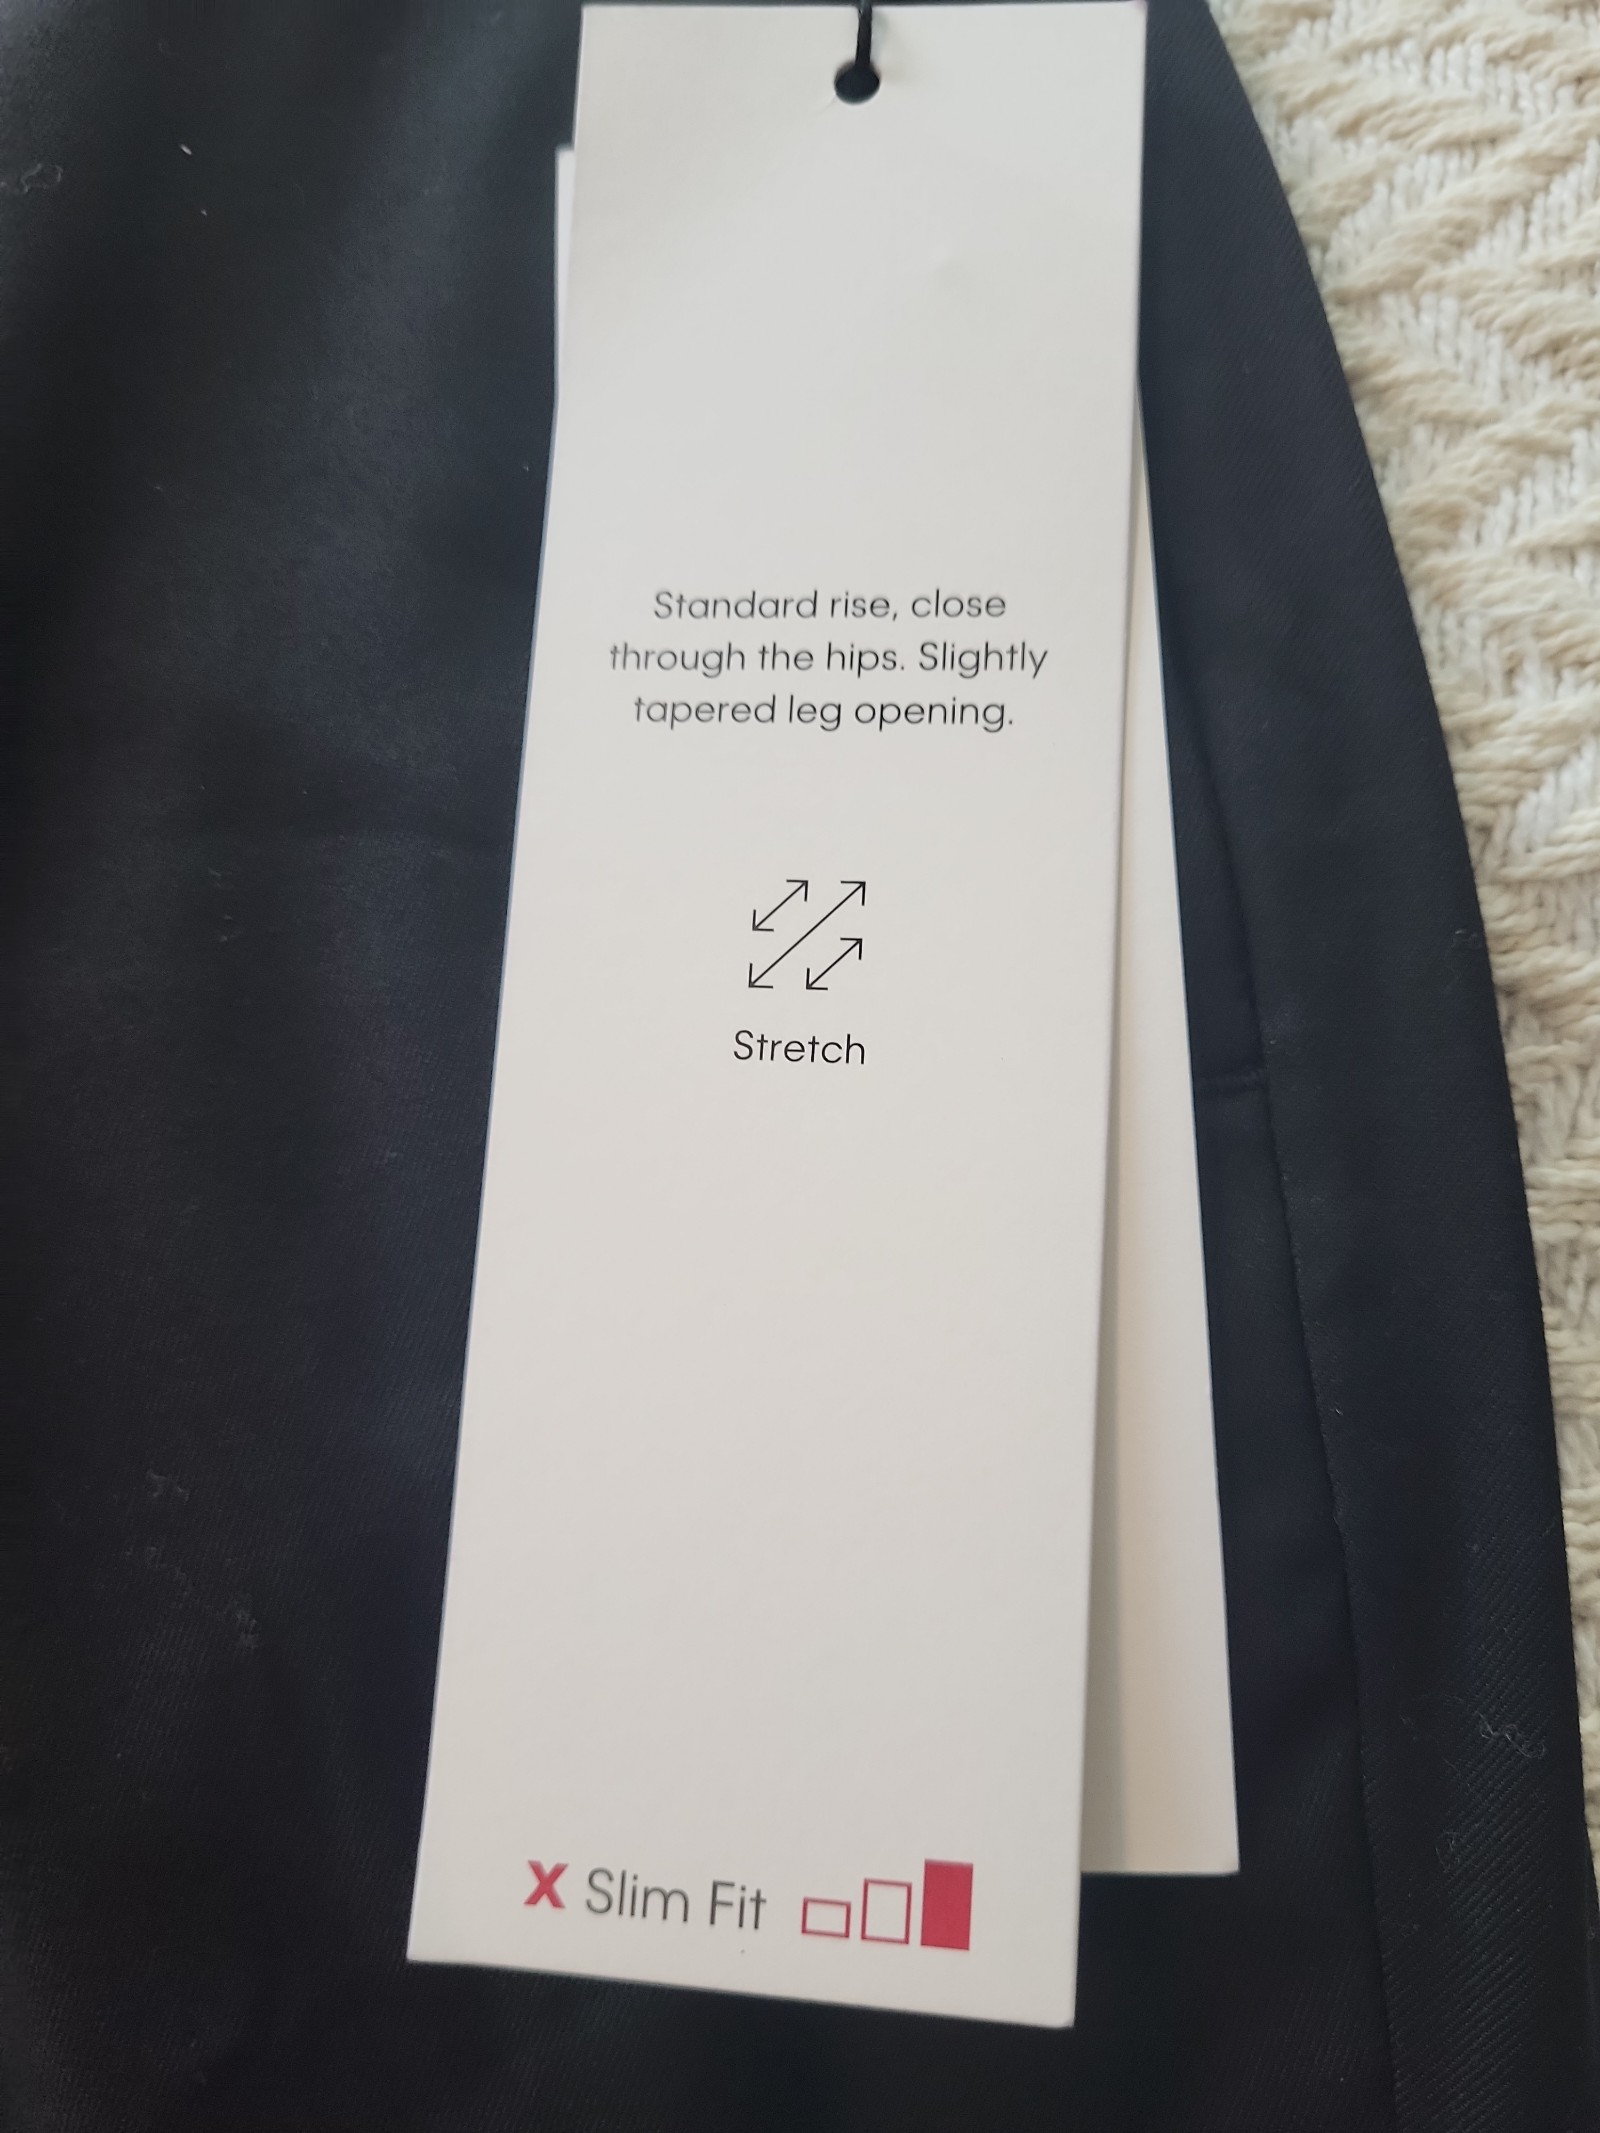 Standard rise, close
through the hips. Slightly
tapered leg opening.
Stretch
X Slim Fit